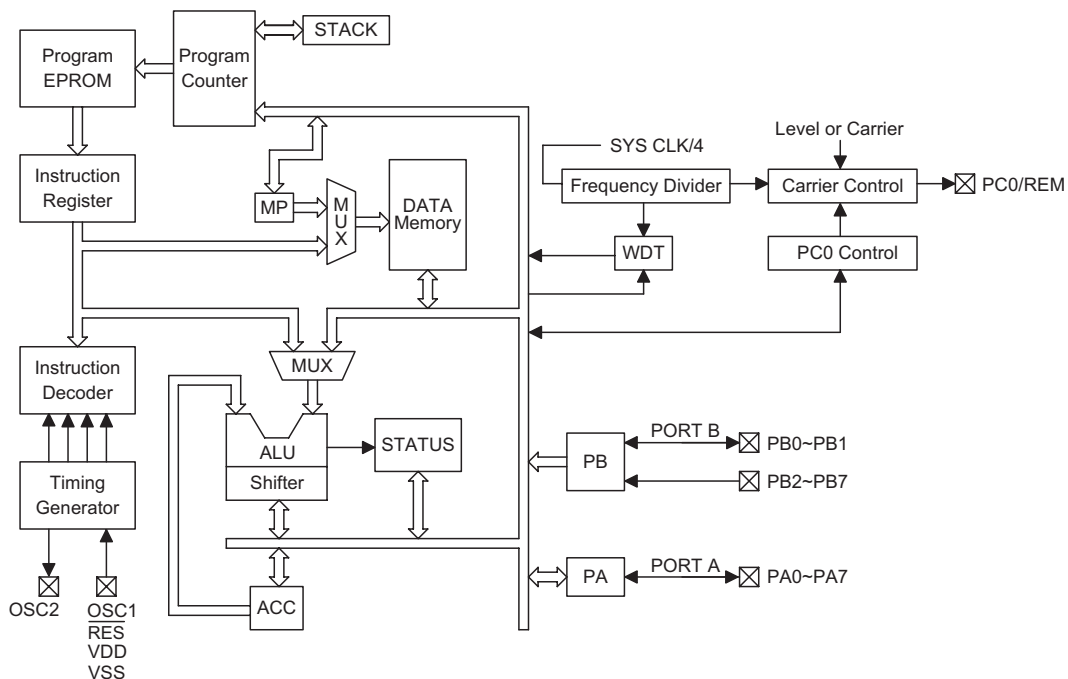 STACK
Program
EPROM
Program
Counter
Instruction
Register
MP
M
U
X
DATA
Memory
SYS CLK/4
Frequency Divider
WDT
Level or Carrier
Carrier Control
PC0/REM
PC0 Control
Instruction
Decoder
MUX
ALU
Shifter
STATUS
Timing
Generator
OSC2
OSC1
RES
VDD
VSS
ACC
PB
PORT B
PB0~PB1
PB2~PB7
PA
PORT A
PA0~PA7